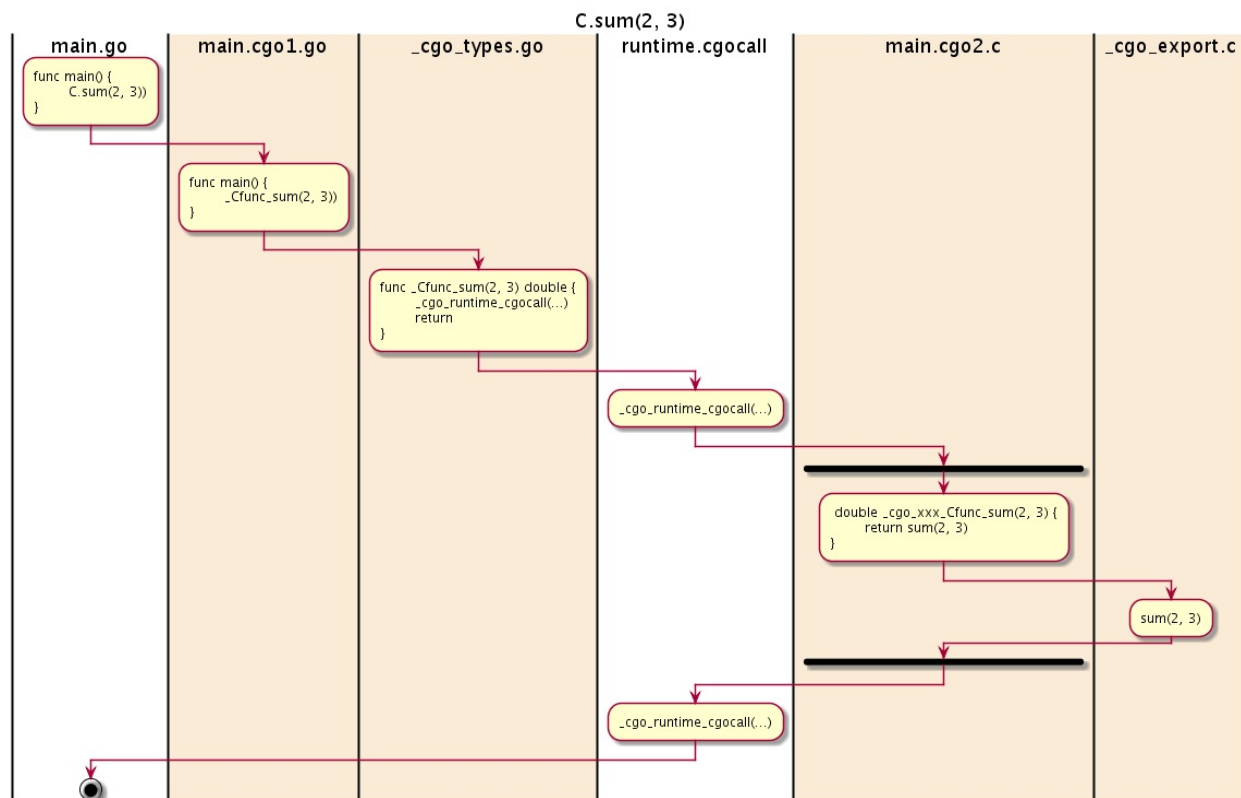 C.sum(2, 3)
main.go
main.cgo1.go
_cgo_types.go
runtime.cgocall
main.cgo2.c
_cgo_export.c
func main() {
C.sum(2, 3))
}
func main() {
_Cfunc_sum(2, 3))
}
func _Cfunc_sum(2, 3) double {
_cgo_runtime_cgocall(...)
return
}
_cgo_runtime_cgocall(...)
double _cgo_xxx_Cfunc_sum(2, 3) {
return sum(2, 3)
}
sum(2, 3)
_cgo_runtime_cgocall(...)